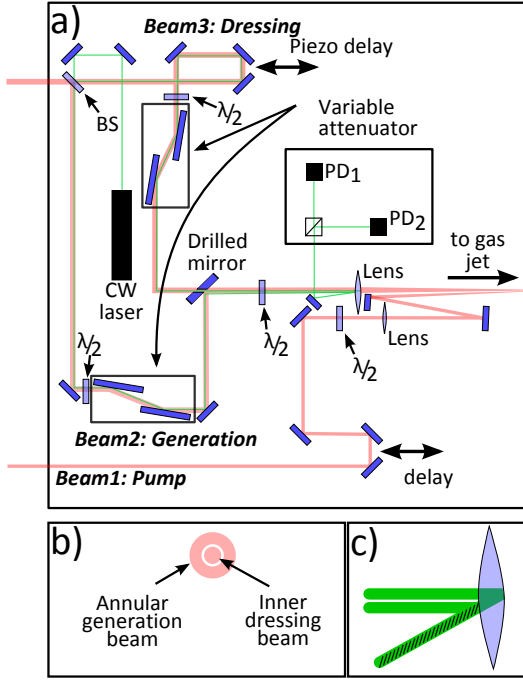 a)
Beam3: Dressing
Piezo delay
BS
λ/2
Variable
attenuator
PD1
PD2
CW
laser
Drilled
mirror
to gas
jet
Lens
λ/2
λ/2
Lens
λ/2
Beam2: Generation
Beam1: Pump
delay
b)
Annular
generation
beam
Inner
dressing
beam
c)